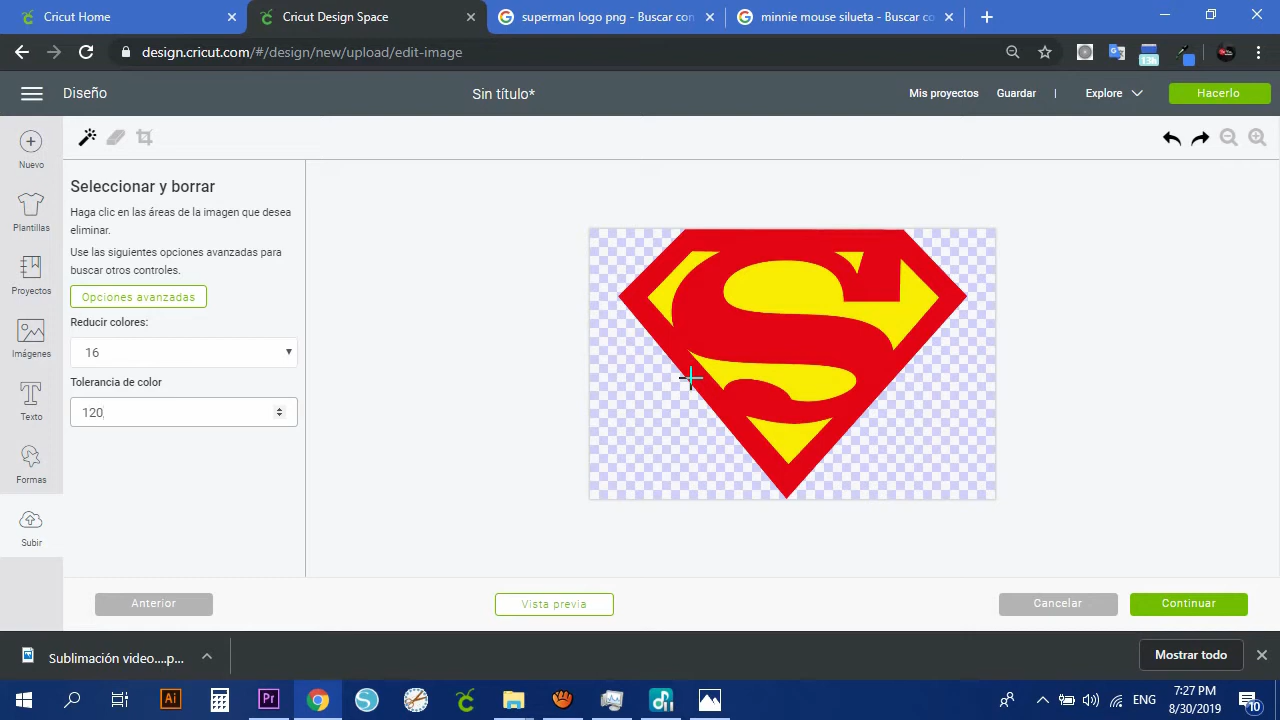 Cricut Home
Cricut Design Space
superman logo png - Buscar con
minnie mouse silueta - Buscar co
design.cricut.com/#/design/new/upload/edit-image
13k
Diseño
Sin título*
Mis proyectos
Guardar
|
Explore
Hacerlo
Nuevo
Plantillas
Proyectos
Imágenes
Texto
Formas
Subir
Seleccionar y borrar
Haga clic en las áreas de la imagen que desea
eliminar.
Use las siguientes opciones avanzadas para
buscar otros controles.
Opciones avanzadas
Reducir colores:
16
Tolerancia de color
120
S
Anterior
Vista previa
Cancelar
Continuar
Sublimación video....p...
Mostrar todo
Ai
Pr
ENG
7:27 PM
8/30/2019
10